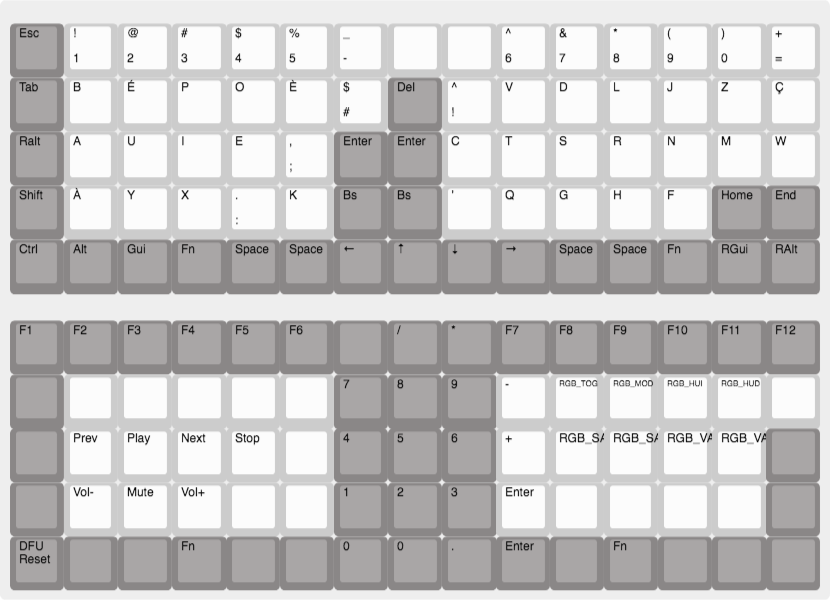 Esc ! @ # $ % _ ^ & * ( ) +
1 2 3 4 5 - 6 7 8 9 0 =
Tab B É P O È $ Del ^ V D L J Z Ç
# !
Ralt A U I E , Enter Enter C T S R N M W
;
Shift À Y X . K Bs Bs ' Q G H F Home End
:
Ctrl Alt Gui Fn Space Space ← ↑ ↓ → Space Space Fn RGui RAlt
F1 F2 F3 F4 F5 F6 / * F7 F8 F9 F10 F11 F12
7 8 9 - RGB_TOG RGB_MOD RGB_HUI RGB_HUD
Prev Play Next Stop 4 5 6 + RGB_SA RGB_SA RGB_VA RGB_VA
Vol- Mute Vol+ 1 2 3 Enter
DFU Fn 0 0 . Enter Fn
Reset